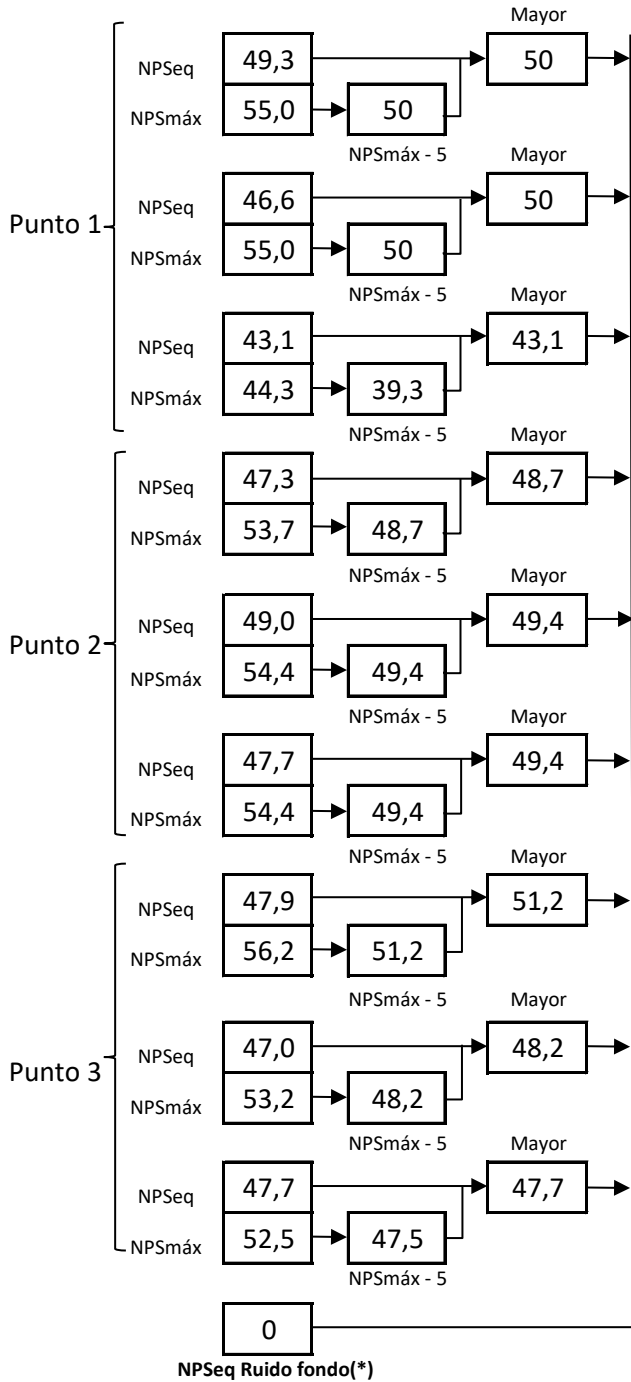 Mayor
NPSeq 49,3 50
NPSmáx 55,0 50
NPSmáx - 5 Mayor
Punto 1
NPSeq 46,6 50
NPSmáx 55,0 50
NPSmáx - 5 Mayor
NPSeq 43,1 43,1
NPSmáx 44,3 39,3
NPSmáx - 5 Mayor
NPSeq 47,3 48,7
NPSmáx 53,7 48,7
NPSmáx - 5 Mayor
Punto 2
NPSeq 49,0 49,4
NPSmáx 54,4 49,4
NPSmáx - 5 Mayor
NPSeq 47,7 49,4
NPSmáx 54,4 49,4
NPSmáx - 5 Mayor
NPSeq 47,9 51,2
NPSmáx 56,2 51,2
NPSmáx - 5 Mayor
Punto 3
NPSeq 47,0 48,2
NPSmáx 53,2 48,2
NPSmáx - 5 Mayor
NPSeq 47,7 47,7
NPSmáx 52,5 47,5
NPSmáx - 5
0
NPSeq Ruido fondo(*)